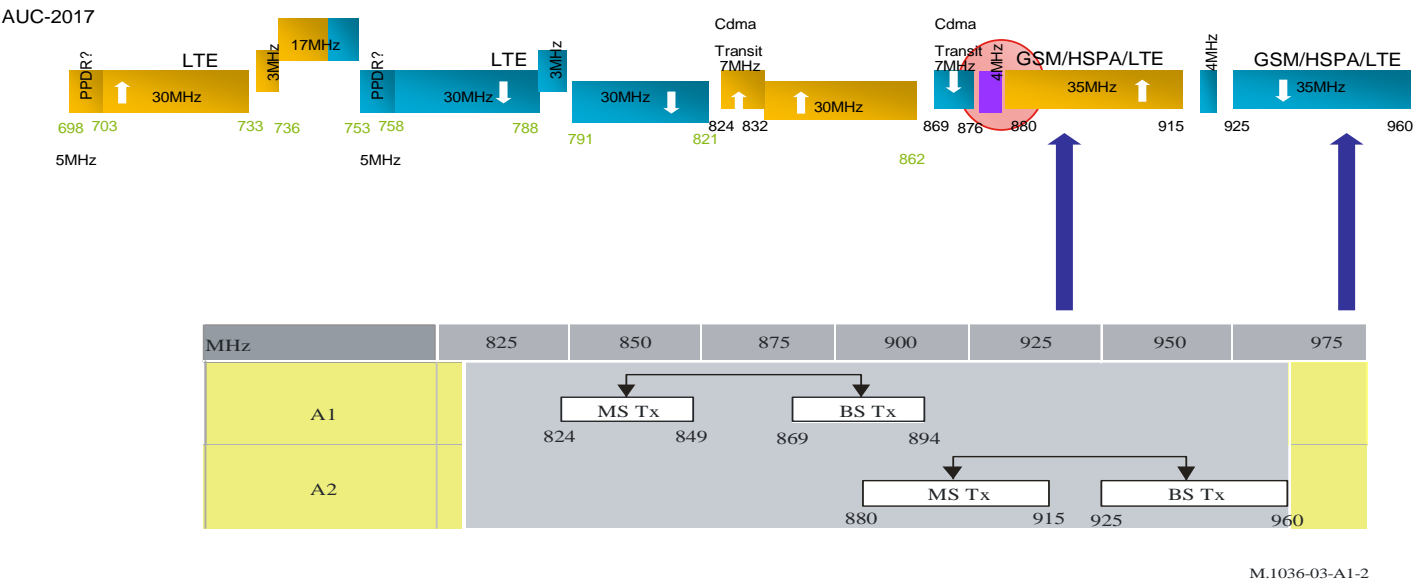 AUC-2017
PPDR?
LTE
30MHz
3MHz
17MHz
PPDR?
LTE
30MHz
3MHz
30MHz
Cdma
Transit
7MHz
30MHz
Cdma
Transit
7MHz
4MHz
GSM/HSPA/LTE
35MHz
4MHz
GSM/HSPA/LTE
35MHz
698 703 733 736 753 758 788 791 821 824 832 862 869 876 880 915 925 960
5MHz 5MHz
MHz 825 850 875 900 925 950 975
A1 MS Tx BS Tx
824 849 869 894
A2 MS Tx BS Tx
880 915 925 960
M.1036-03-A1-2